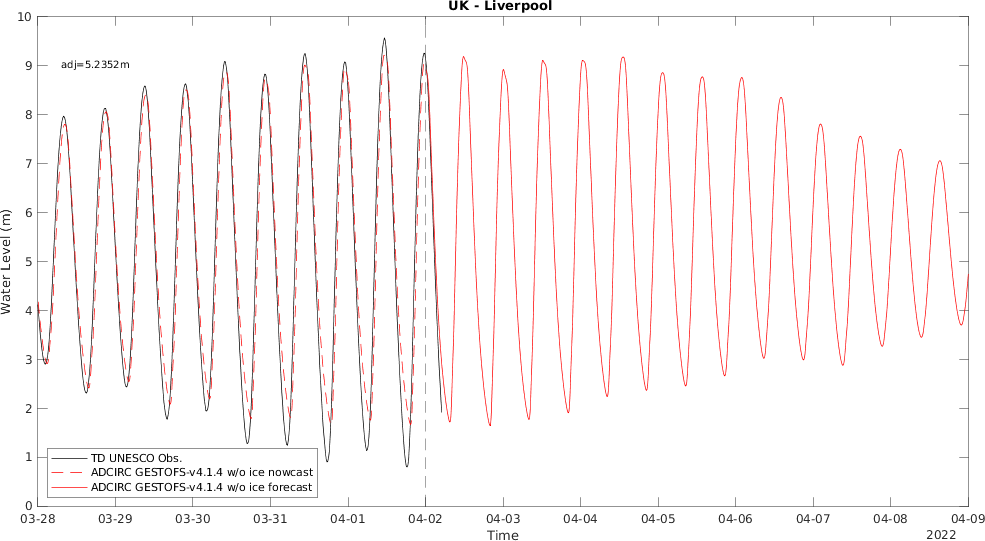 UK - Liverpool
10
9
8
7
6
5
4
3
2
1
0
Water Level (m)
adj=5.2352m
TD UNESCO Obs.
ADCIRC GESTOFS-v4.1.4 w/o ice nowcast
ADCIRC GESTOFS-v4.1.4 w/o ice forecast
03-28 03-29 03-30 03-31 04-01 04-02 04-03 04-04 04-05 04-06 04-07 04-08 04-09
Time
2022